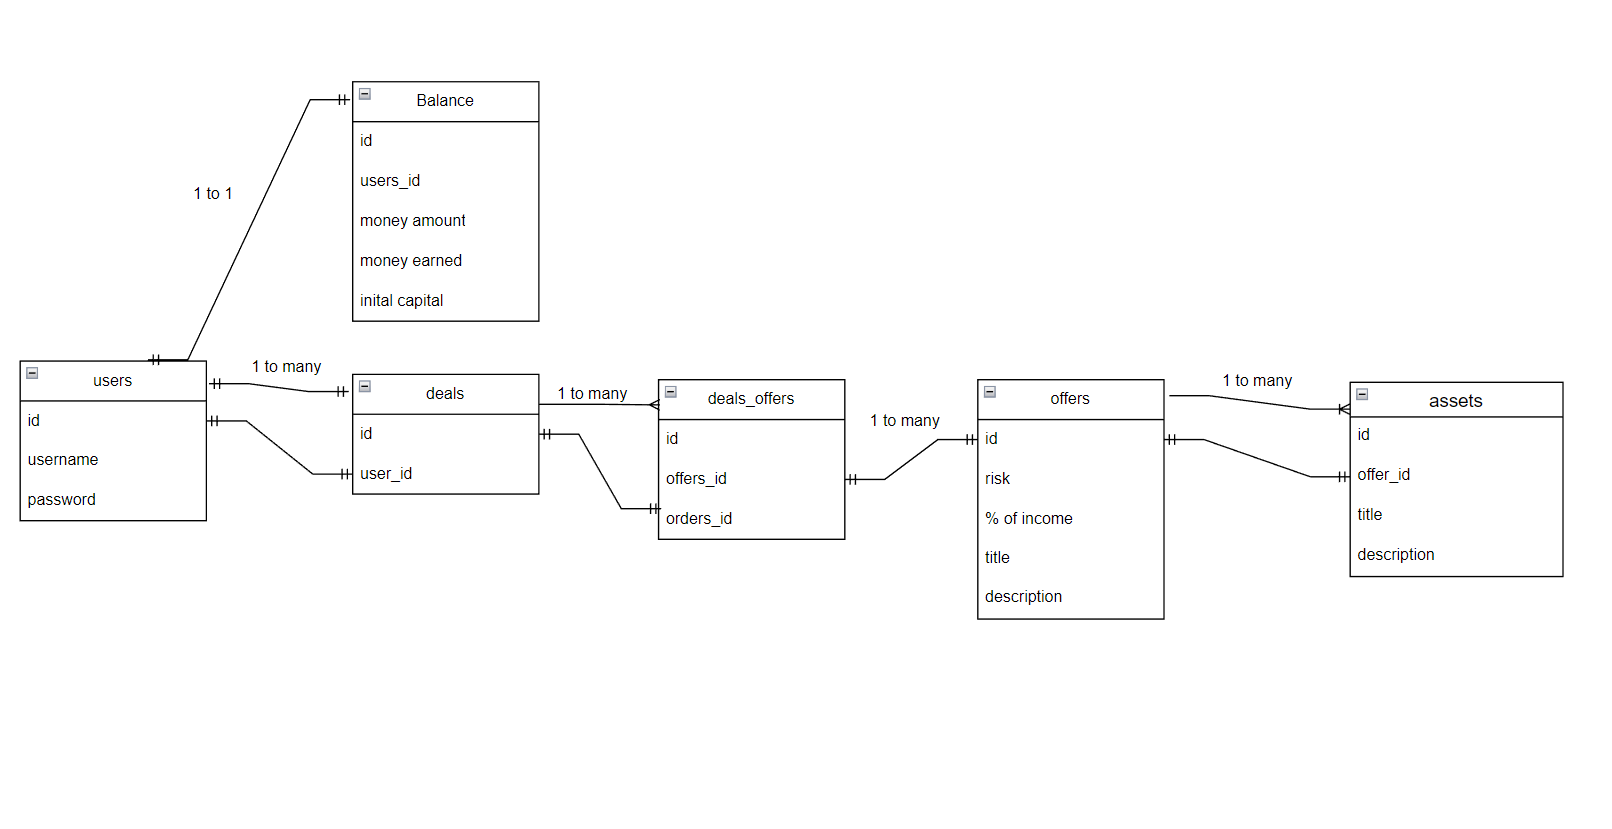 Balance
id
users_id
money amount
money earned
inital capital
1 to 1
users
id
username
password
1 to many
deals
id
user_id
1 to many
deals_offers
id
offers_id
orders_id
1 to many
offers
id
risk
% of income
title
description
1 to many
assets
id
offer_id
title
description